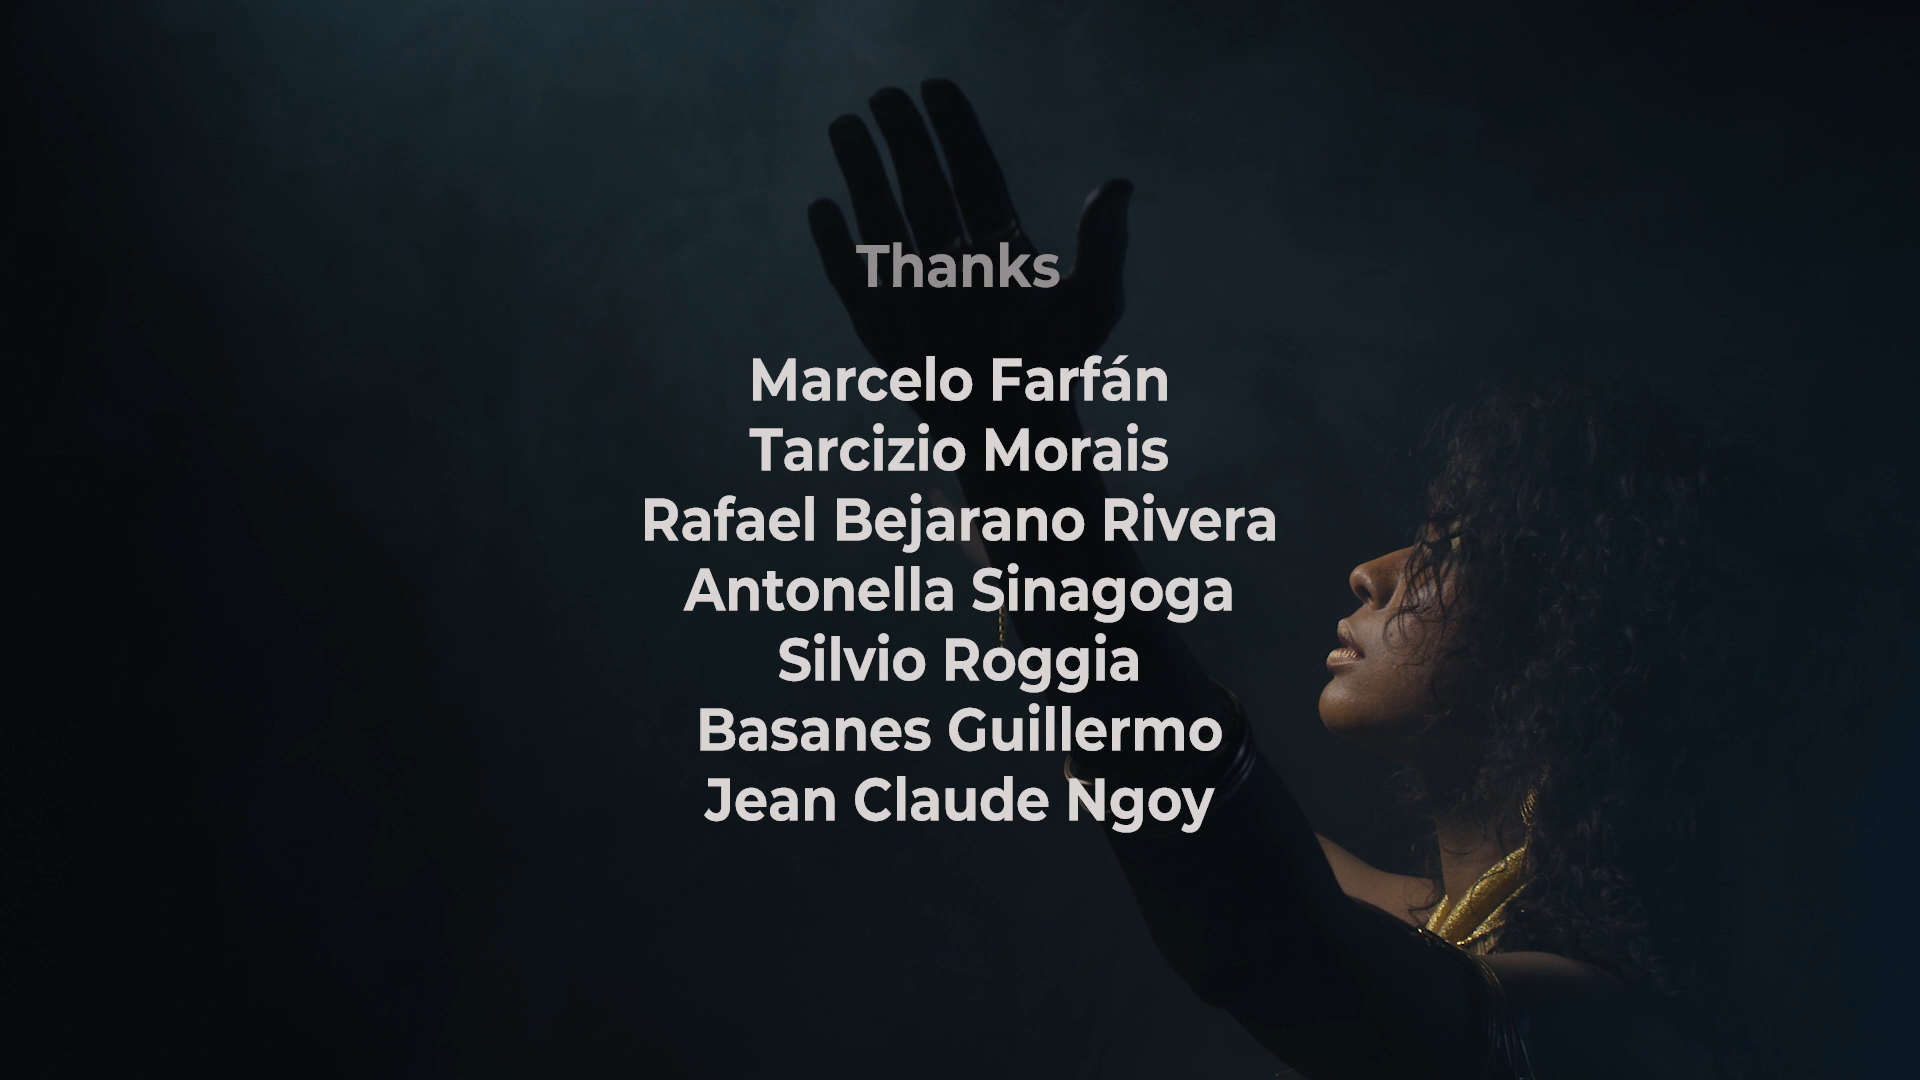 Thanks
Marcelo Farfán
Tarcizio Morais
Rafael Bejarano Rivera
Antonella Sinagoga
Silvio Roggia
Basanes Guillermo
Jean Claude Ngoy